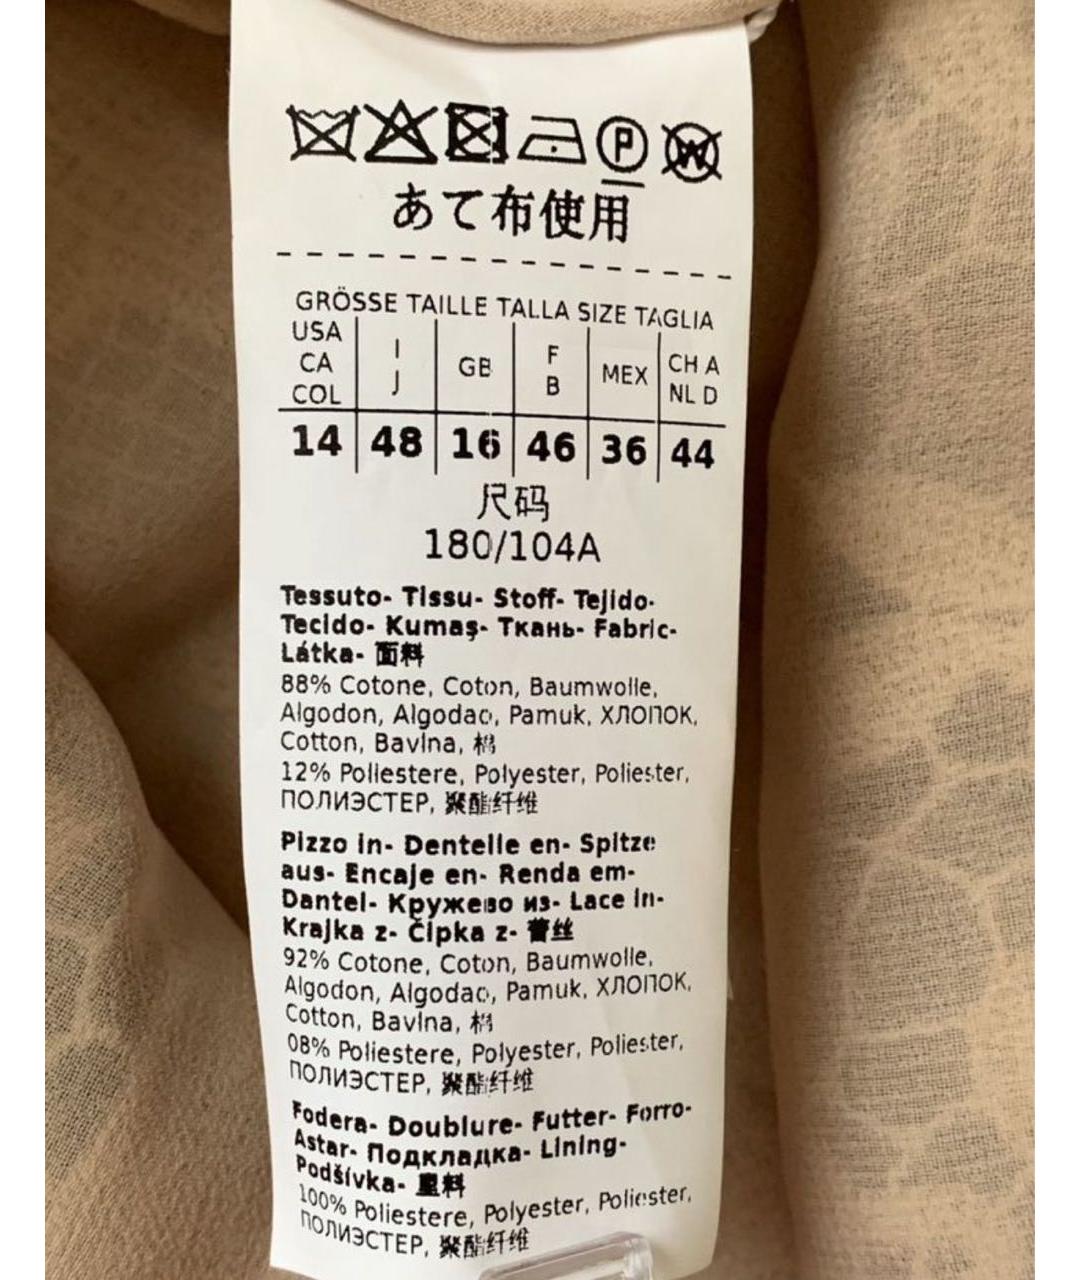 P W
あて布使用
GRÖSSE TAILLE TALLA SIZE TAGLIA
USA CA COL | I J | GB | F B | MEX | CH A NL D
14 | 48 | 16 | 46 | 36 | 44
尺码
180/104A
Tessuto- Tissu- Stoff- Tejido-
Tecido- Kumaş- Ткань- Fabric-
Látka- 面料
88% Cotone, Coton, Baumwolle,
Algodon, Algodao, Pamuk, ХЛОПОК,
Cotton, Bavlna, 棉
12% Poliestere, Polyester, Poliester,
ПОЛИЭСТЕР, 聚酯纤维
Pizzo in- Dentelle en- Spitze
aus- Encaje en- Renda em-
Dantel- Кружево из- Lace in-
Krajka z- Čipka z- 蕾丝
92% Cotone, Coton, Baumwolle,
Algodon, Algodao, Pamuk, ХЛОПОК,
Cotton, Bavlna, 棉
08% Poliestere, Polyester, Poliester,
ПОЛИЭСТЕР, 聚酯纤维
Fodera- Doublure- Futter- Forro-
Astar- Подкладка- Lining-
Podšívka- 里料
100% Poliestere, Polyester, Poliester,
ПОЛИЭСТЕР, 聚酯纤维